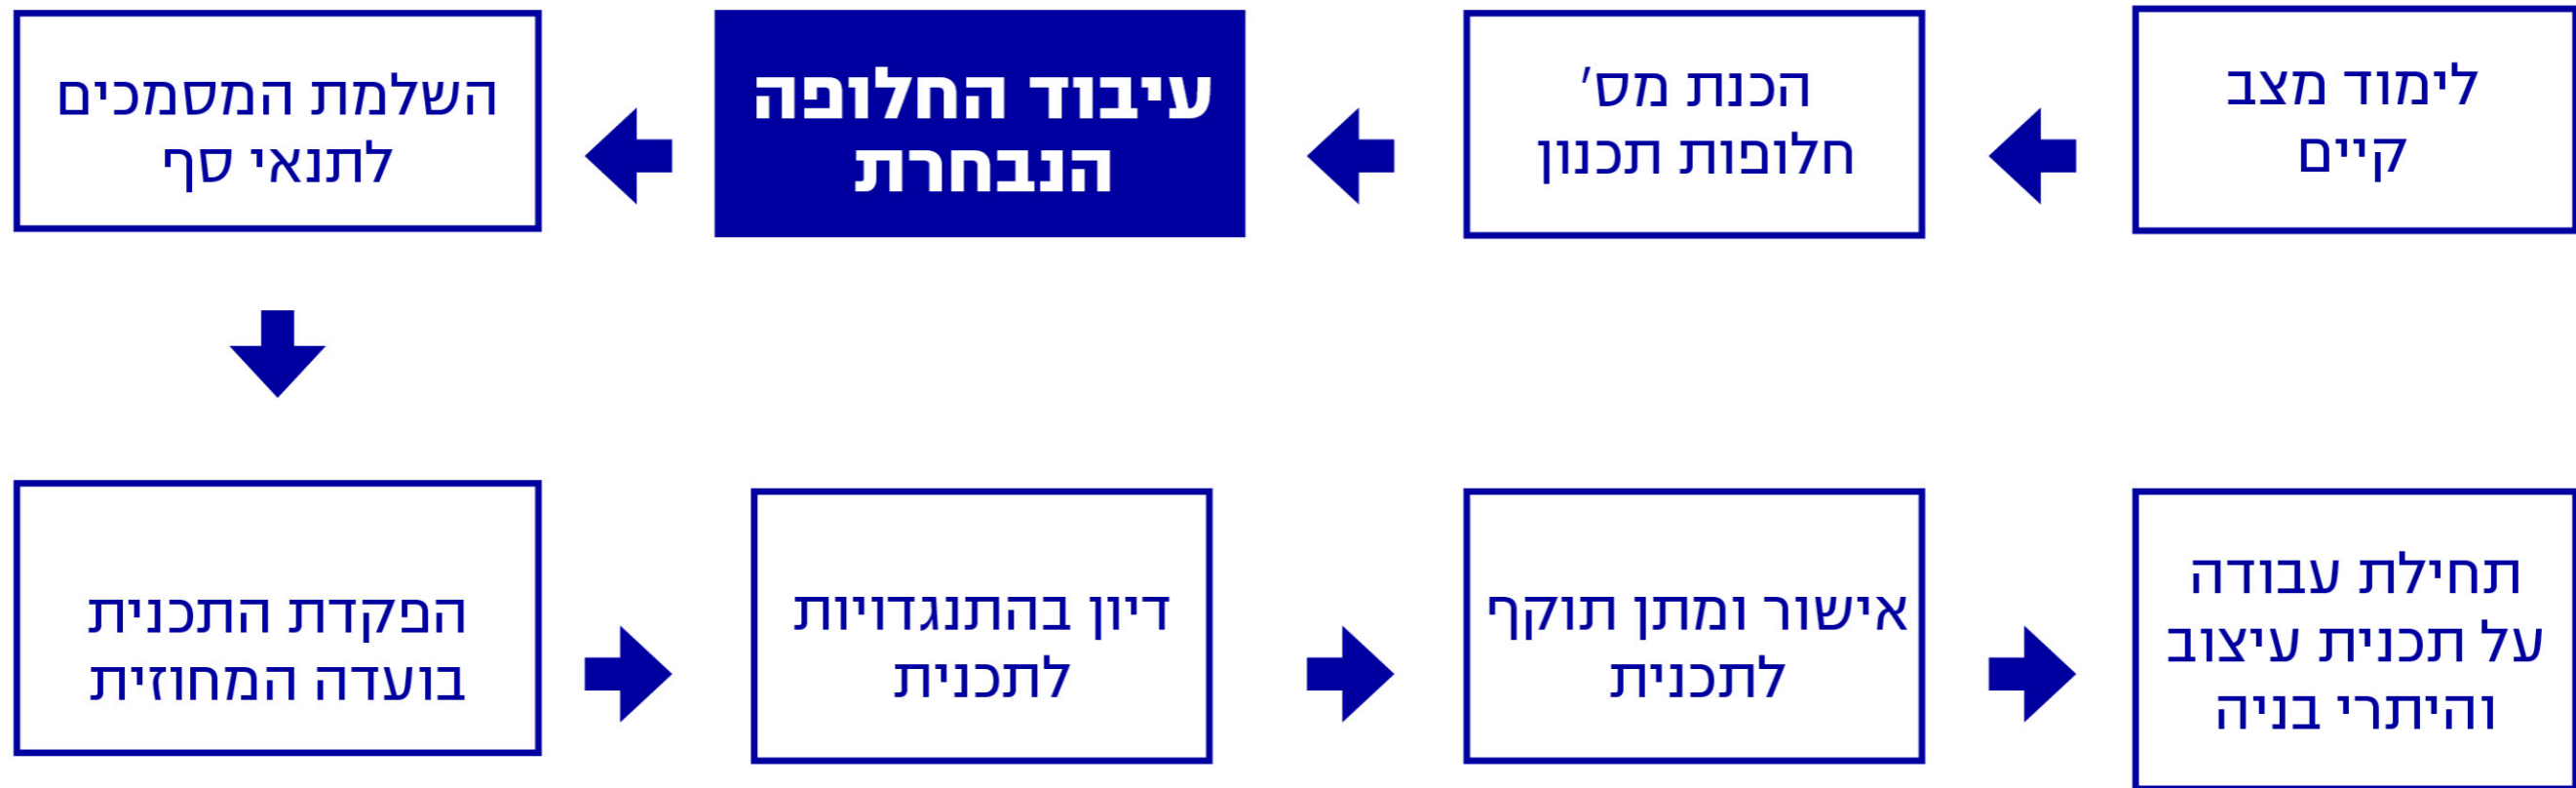 לימוד מצב
קיים
הכנת מס'
חלופות תכנון
עיבוד החלופה
הנבחרת
השלמת המסמכים
לתנאי סף
הפקדת התכנית
בועדה המחוזית
דיון בהתנגדויות
לתכנית
אישור ומתן תוקף
לתכנית
תחילת עבודה
על תכנית עיצוב
והיתרי בניה